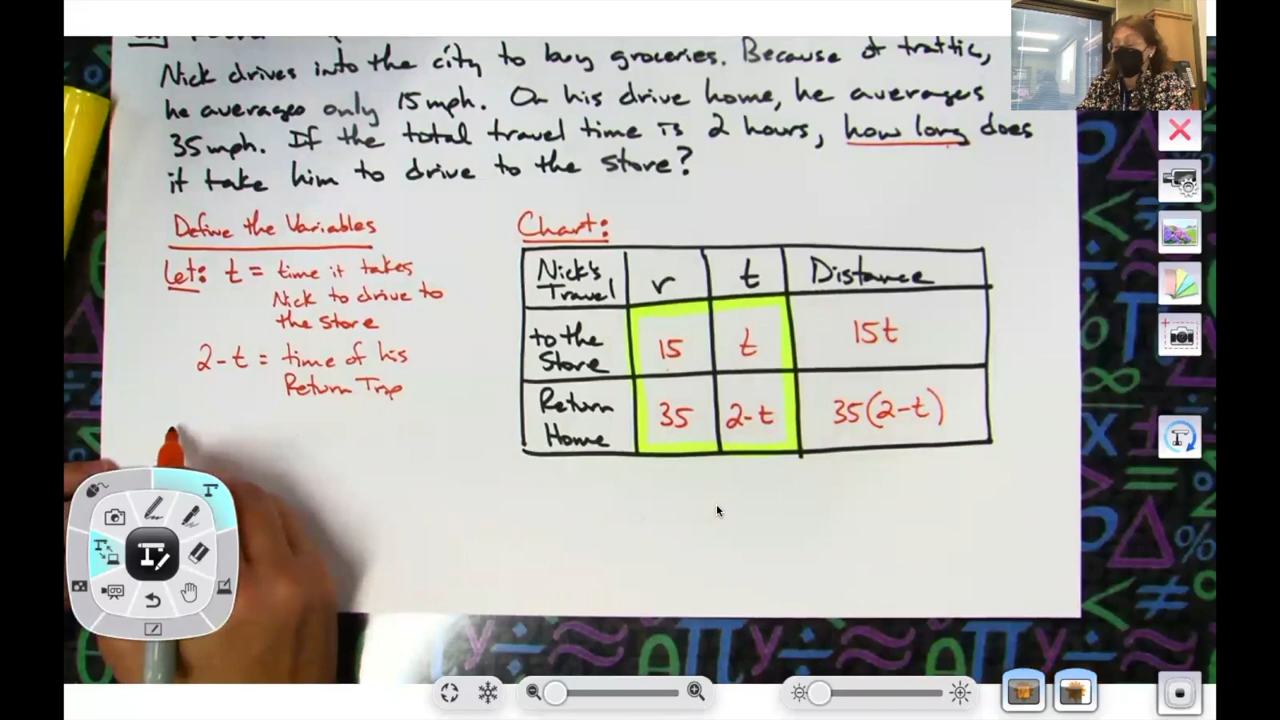 Nick drives into the city to buy groceries. Because of traffic,
he averages only 15 mph. On his drive home, he averages
35 mph. If the total travel time is 2 hours, how long does
it take him to drive to the store?
Define the Variables
Let: t = time it takes
Nick to drive to
the store
2-t = time of his
Return Trip
Chart:
Nick's Travel r t Distance
to the Store 15 t 15t
Return Home 35 2-t 35(2-t)